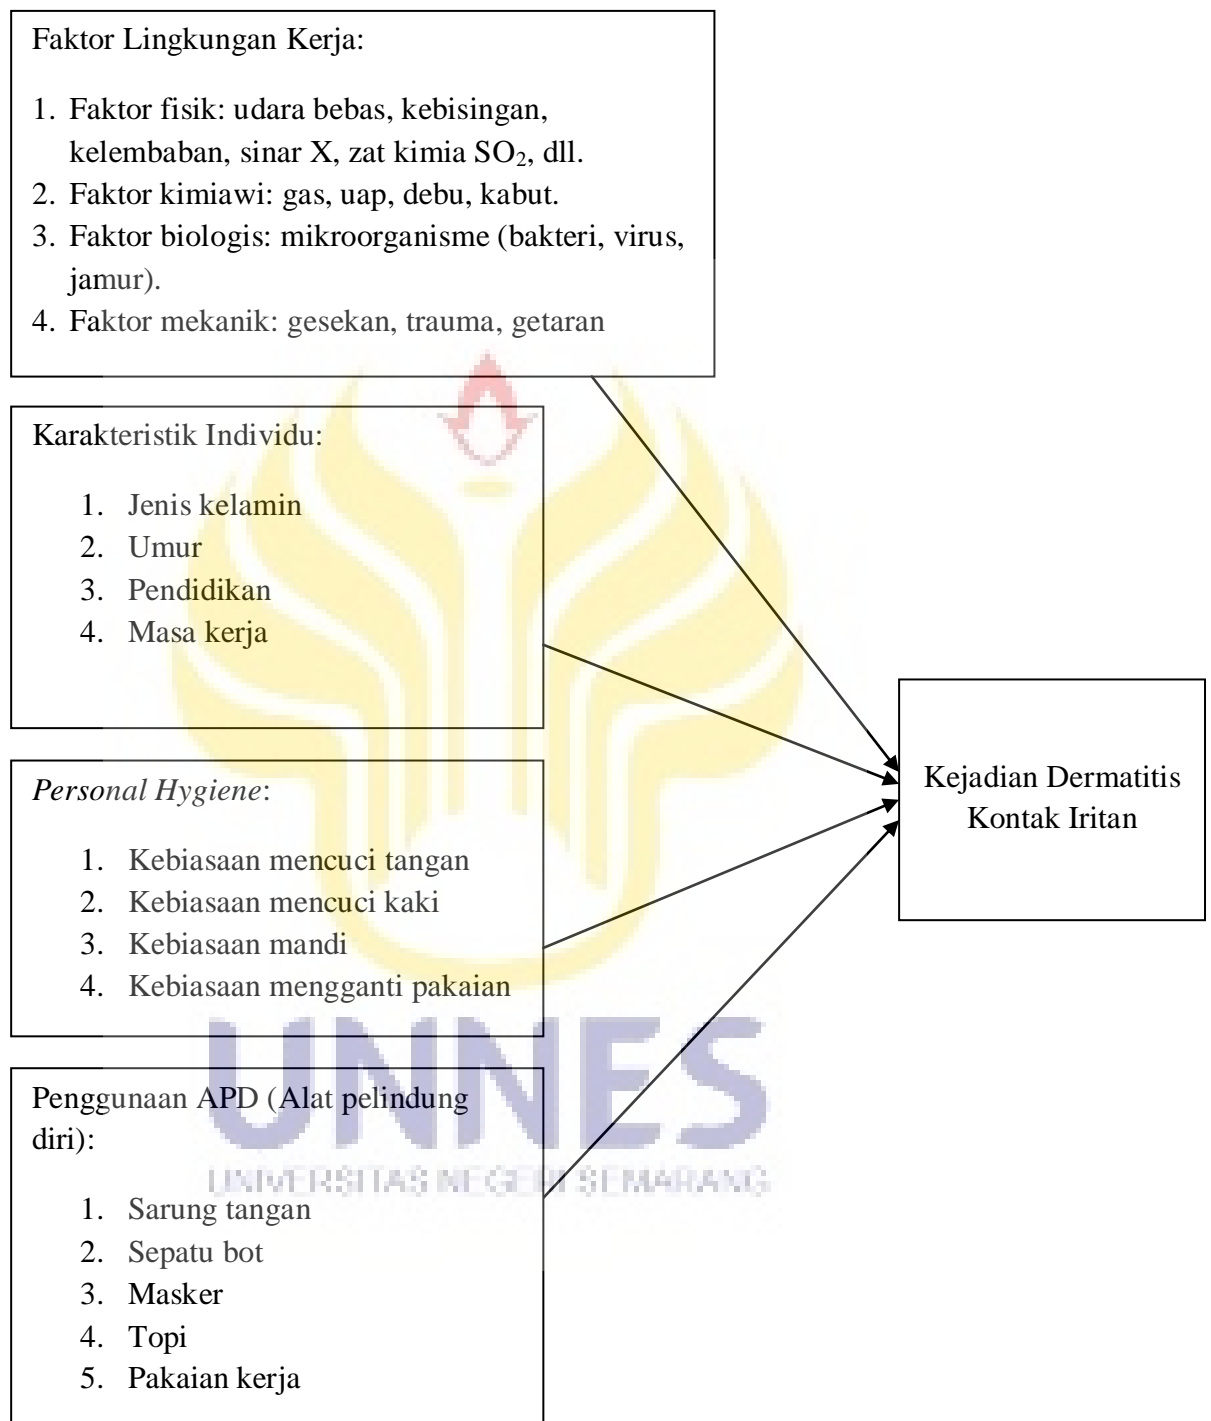 Faktor Lingkungan Kerja:
1. Faktor fisik: udara bebas, kebisingan,
kelembaban, sinar X, zat kimia SO₂, dll.
2. Faktor kimiawi: gas, uap, debu, kabut.
3. Faktor biologis: mikroorganisme (bakteri, virus,
jamur).
4. Faktor mekanik: gesekan, trauma, getaran
Karakteristik Individu:
1. Jenis kelamin
2. Umur
3. Pendidikan
4. Masa kerja
Personal Hygiene:
1. Kebiasaan mencuci tangan
2. Kebiasaan mencuci kaki
3. Kebiasaan mandi
4. Kebiasaan mengganti pakaian
Penggunaan APD (Alat pelindung
diri):
1. Sarung tangan
2. Sepatu bot
3. Masker
4. Topi
5. Pakaian kerja
Kejadian Dermatitis
Kontak Iritan
UNNES
UNIVERSITAS NEGERI SEMARANG